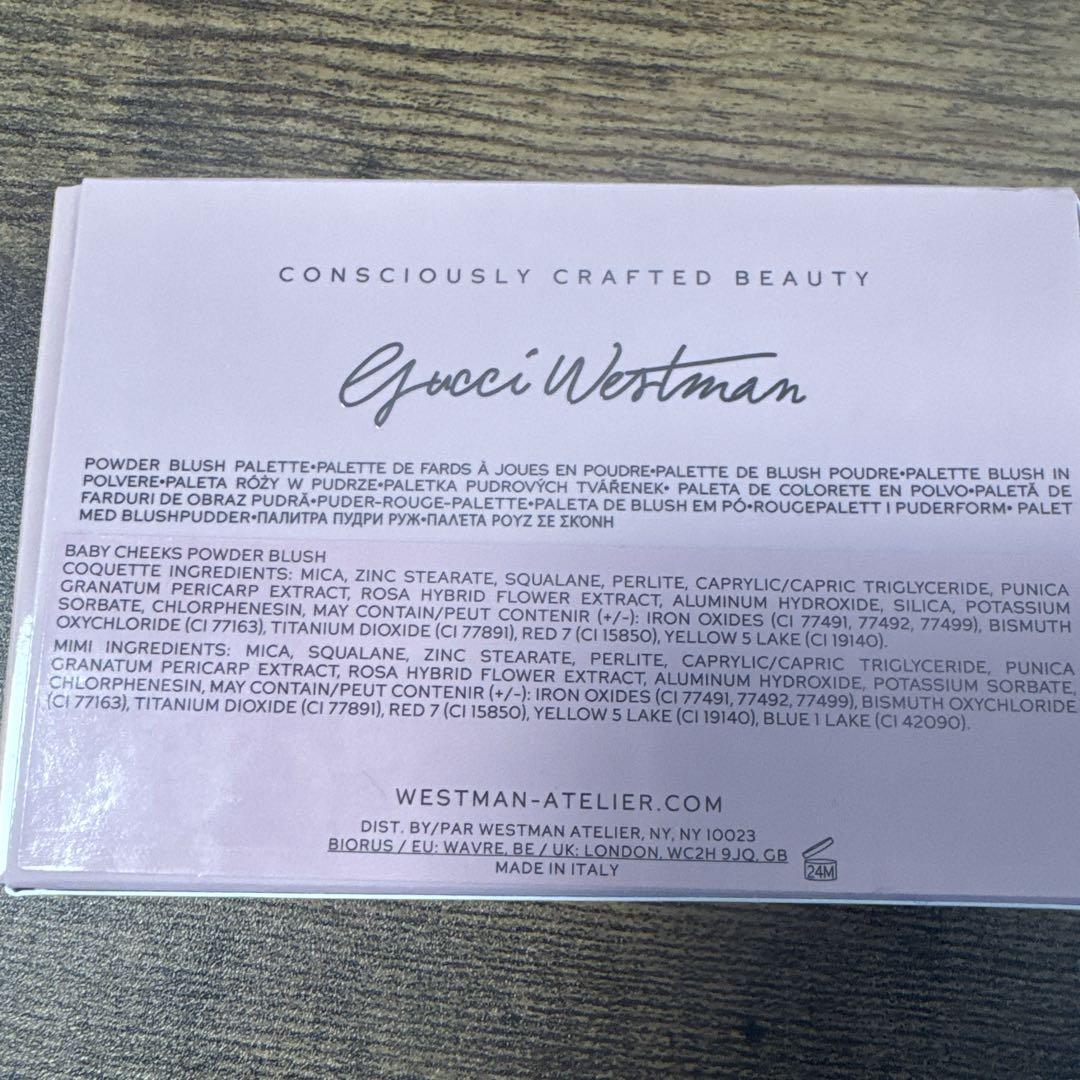 CONSCIOUSLY CRAFTED BEAUTY
Gucci Westman
POWDER BLUSH PALETTE•PALETTE DE FARDS À JOUES EN POUDRE•PALETTE DE BLUSH POUDRE•PALETTE BLUSH IN
POLVERE•PALETA RÓŻY W PUDRZE•PALETKA PUDROVÝCH TVÁŘENEK• PALETA DE COLORETE EN POLVO•PALETĂ DE
FARDURI DE OBRAZ PUDRĂ•PUDER-ROUGE-PALETTE•PALETA DE BLUSH EM PÓ•ROUGEPALETT I PUDERFORM• PALET
MED BLUSHPUDDER•ПАЛИТРА ПУДРИ РУЖ•ΠΑΛΈΤΑ ΡΟΥΖ ΣΕ ΣΚΌΝΗ
BABY CHEEKS POWDER BLUSH
COQUETTE INGREDIENTS: MICA, ZINC STEARATE, SQUALANE, PERLITE, CAPRYLIC/CAPRIC TRIGLYCERIDE, PUNICA
GRANATUM PERICARP EXTRACT, ROSA HYBRID FLOWER EXTRACT, ALUMINUM HYDROXIDE, SILICA, POTASSIUM
SORBATE, CHLORPHENESIN, MAY CONTAIN/PEUT CONTENIR (+/-): IRON OXIDES (CI 77491, 77492, 77499), BISMUTH
OXYCHLORIDE (CI 77163), TITANIUM DIOXIDE (CI 77891), RED 7 (CI 15850), YELLOW 5 LAKE (CI 19140).
MIMI INGREDIENTS: MICA, SQUALANE, ZINC STEARATE, PERLITE, CAPRYLIC/CAPRIC TRIGLYCERIDE, PUNICA
GRANATUM PERICARP EXTRACT, ROSA HYBRID FLOWER EXTRACT, ALUMINUM HYDROXIDE, POTASSIUM SORBATE,
CHLORPHENESIN, MAY CONTAIN/PEUT CONTENIR (+/-): IRON OXIDES (CI 77491, 77492, 77499), BISMUTH OXYCHLORIDE
(CI 77163), TITANIUM DIOXIDE (CI 77891), RED 7 (CI 15850), YELLOW 5 LAKE (CI 19140), BLUE 1 LAKE (CI 42090).
WESTMAN-ATELIER.COM
DIST. BY/PAR WESTMAN ATELIER, NY, NY 10023
BIORUS / EU: WAVRE, BE / UK: LONDON, WC2H 9JQ, GB
MADE IN ITALY
24M